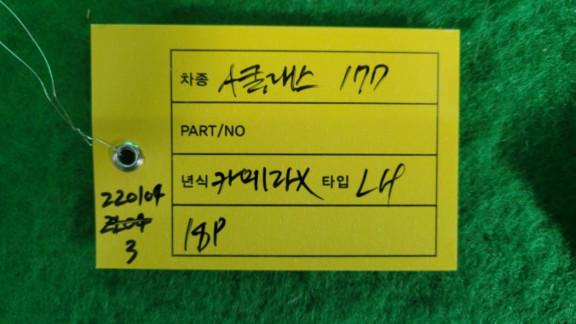 차종 A클래스 177
PART/NO
년식 카메라X 타입 LH
18P
220104
3